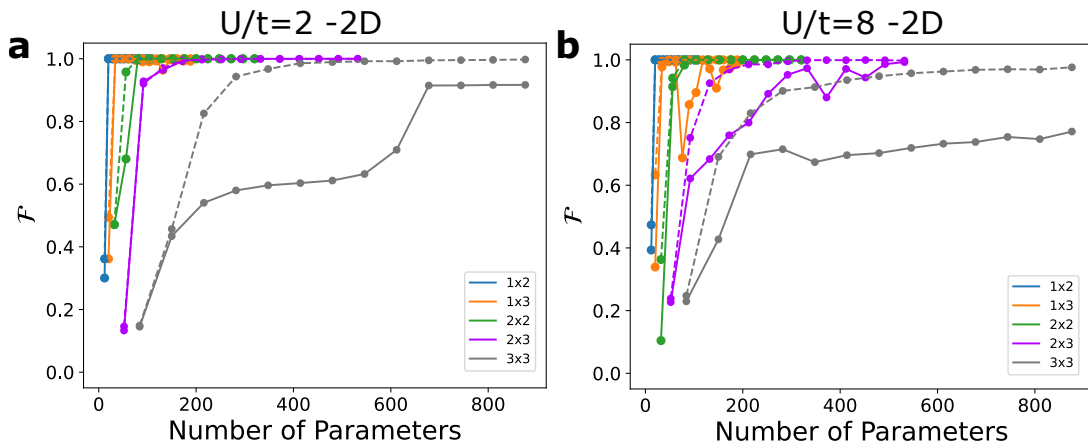 a
U/t=2 -2D
1.0
0.8
0.6
0.4
0.2
0.0
ℱ
0
200
400
600
800
Number of Parameters
1x2
1x3
2x2
2x3
3x3
b
U/t=8 -2D
1.0
0.8
0.6
0.4
0.2
0.0
ℱ
0
200
400
600
800
Number of Parameters
1x2
1x3
2x2
2x3
3x3